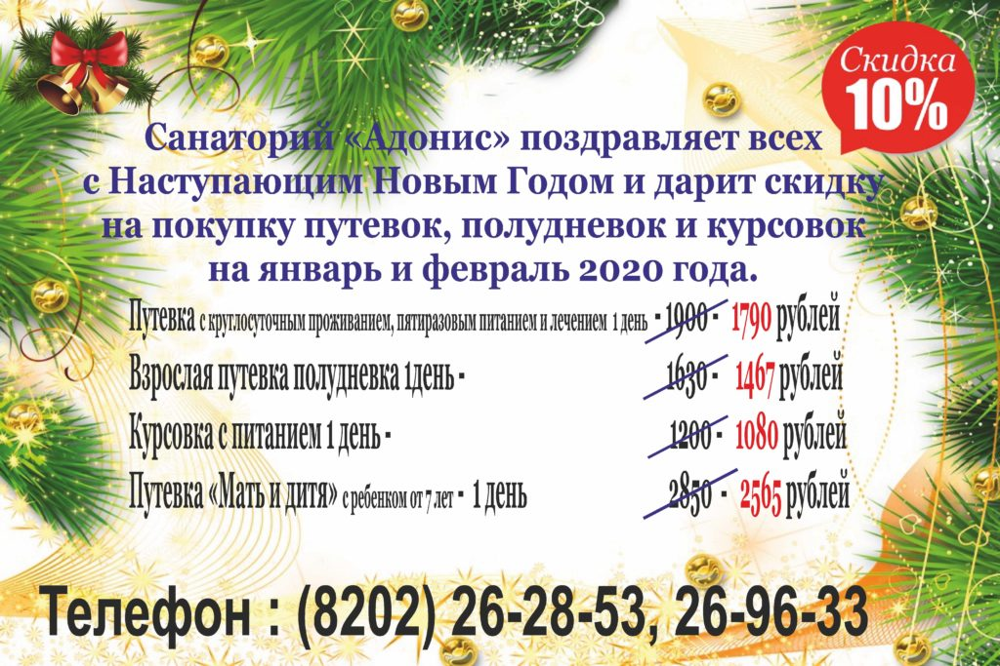 Скидка
10%
Санаторий «Адонис» поздравляет всех
с Наступающим Новым Годом и дарит скидку
на покупку путевок, полудневок и курсовок
на январь и февраль 2020 года.
Путевка с круглосуточным проживанием, пятиразовым питанием и лечением 1 день - 1900 - 1790 рублей
Взрослая путевка полудневка 1день - 1630 - 1467 рублей
Курсовка с питанием 1 день - 1200 - 1080 рублей
Путевка «Мать и дитя» с ребенком от 7 лет - 1 день 2850 - 2565 рублей
Телефон : (8202) 26-28-53, 26-96-33